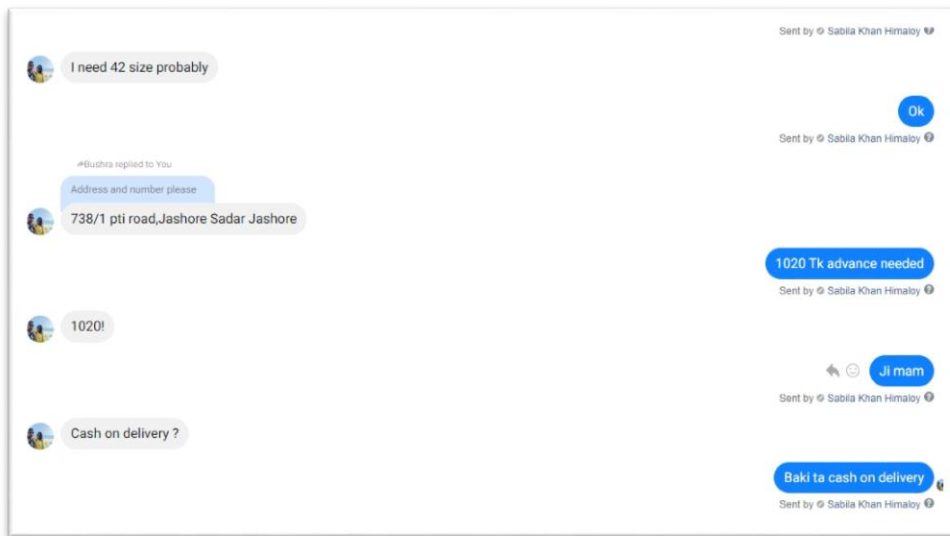 Sent by Sabila Khan Himaloy
I need 42 size probably
Ok
Sent by Sabila Khan Himaloy
Bushra replied to You
Address and number please
738/1 pti road,Jashore Sadar Jashore
1020 Tk advance needed
Sent by Sabila Khan Himaloy
1020!
Ji mam
Sent by Sabila Khan Himaloy
Cash on delivery ?
Baki ta cash on delivery
Sent by Sabila Khan Himaloy